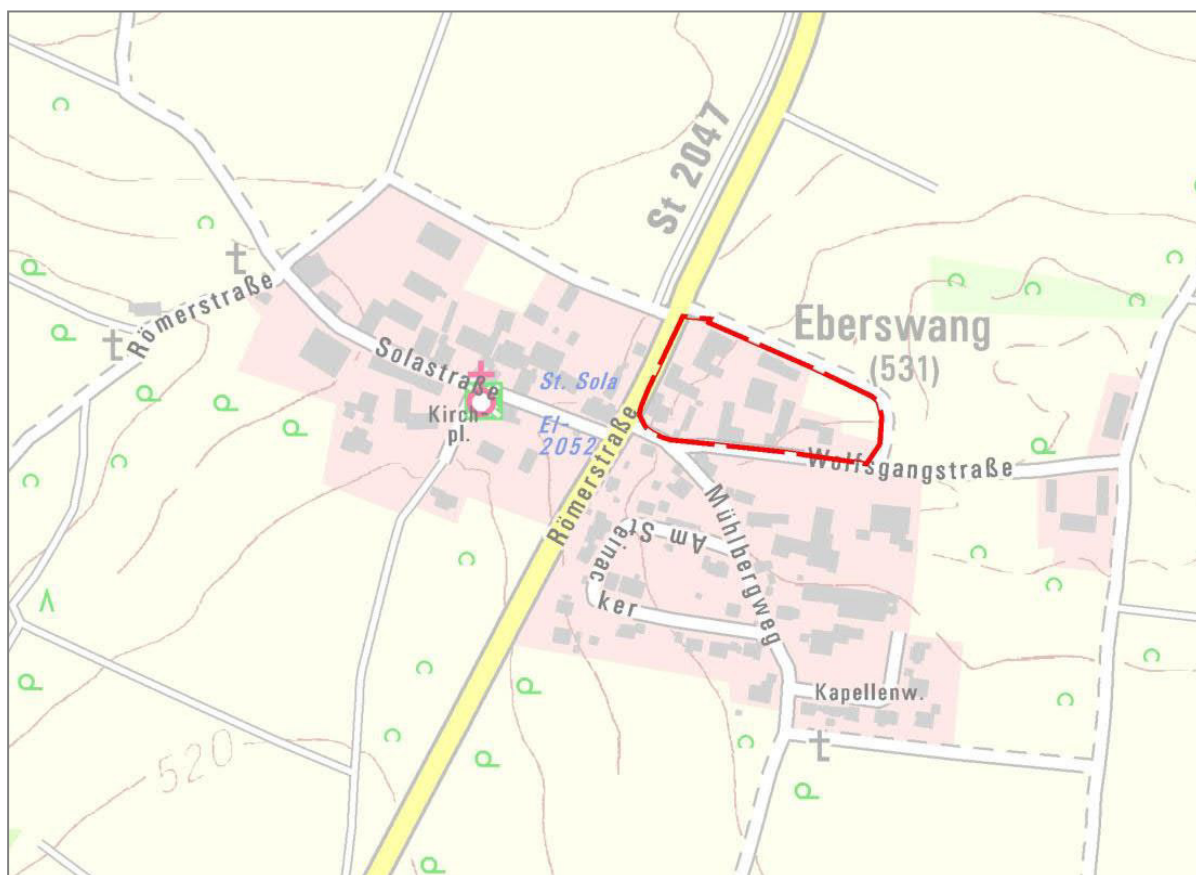 St 2047
Eberswang
(531)
Römerstraße
Solastraße
St. Sola
Kirch
pl.
El-
2052
Römerstraße
Wolfsgangstraße
Mühlbergweg
Am Steinac
ker
Kapellenw.
520